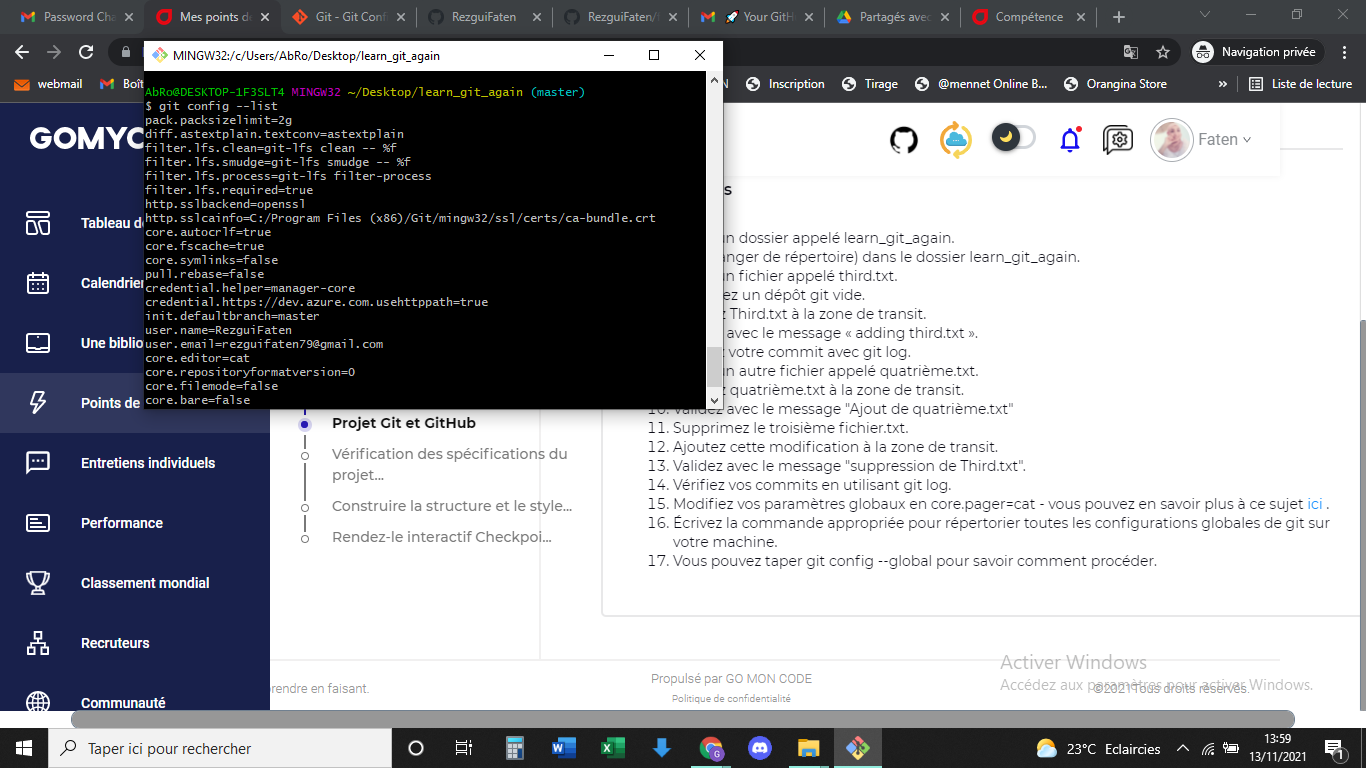 Password Cha
Mes points de
Git - Git Confi
RezguiFaten
RezguiFaten/
Your GitH
Partagés avec
Compétence
Navigation privée
webmail
Boît
Inscription
Tirage
@mennet Online B...
Orangina Store
»
Liste de lecture
MINGW32:/c/Users/AbRo/Desktop/learn_git_again
AbRo@DESKTOP-1F3SLT4 MINGW32 ~/Desktop/learn_git_again (master)
$ git config --list
pack.packsizelimit=2g
diff.astextplain.textconv=astextplain
filter.lfs.clean=git-lfs clean -- %f
filter.lfs.smudge=git-lfs smudge -- %f
filter.lfs.process=git-lfs filter-process
filter.lfs.required=true
http.sslbackend=openssl
http.sslcainfo=C:/Program Files (x86)/Git/mingw32/ssl/certs/ca-bundle.crt
core.autocrlf=true
core.fscache=true
core.symlinks=false
pull.rebase=false
credential.helper=manager-core
credential.https://dev.azure.com.usehttppath=true
init.defaultbranch=master
user.name=RezguiFaten
user.email=rezguifaten79@gmail.com
core.editor=cat
core.repositoryformatversion=0
core.filemode=false
core.bare=false
GOMYC
Tableau de
Calendrier
Une biblio
Points de
Entretiens individuels
Performance
Classement mondial
Recruteurs
Communauté
Faten
s
un dossier appelé learn_git_again.
anger de répertoire) dans le dossier learn_git_again.
un fichier appelé third.txt.
ez un dépôt git vide.
z Third.txt à la zone de transit.
avec le message « adding third.txt ».
votre commit avec git log.
un autre fichier appelé quatrième.txt.
z quatrième.txt à la zone de transit.
10. Validez avec le message "Ajout de quatrième.txt"
11. Supprimez le troisième fichier.txt.
12. Ajoutez cette modification à la zone de transit.
13. Validez avec le message "suppression de Third.txt".
14. Vérifiez vos commits en utilisant git log.
15. Modifiez vos paramètres globaux en core.pager=cat - vous pouvez en savoir plus à ce sujet ici .
16. Écrivez la commande appropriée pour répertorier toutes les configurations globales de git sur
votre machine.
17. Vous pouvez taper git config --global pour savoir comment procéder.
Projet Git et GitHub
Vérification des spécifications du
projet...
Construire la structure et le style...
Rendez-le interactif Checkpoi...
prendre en faisant.
Propulsé par GO MON CODE
Politique de confidentialité
©2021 Tous droits réservés.
Activer Windows
Accédez aux paramètres pour activer Windows.
Taper ici pour rechercher
23°C Eclaircies
13:59
13/11/2021
1